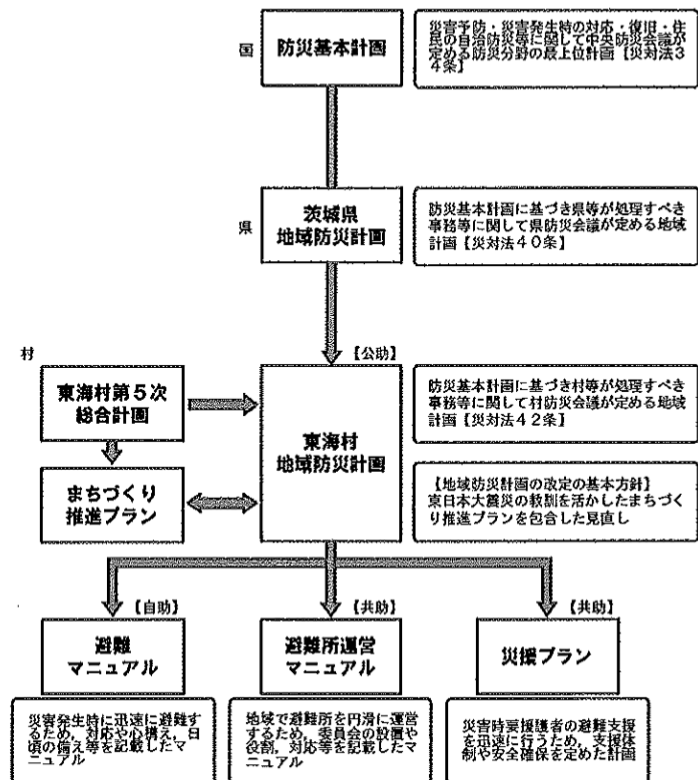 国
防災基本計画
災害予防・災害発生時の対応・復旧・住
民の自治防災等に関して中央防災会議が
定める防災分野の最上位計画【災対法３
４条】
県
茨城県
地域防災計画
防災基本計画に基づき県等が処理すべき
事務等に関して県防災会議が定める地域
計画【災対法４０条】
村
【公助】
東海村第５次
総合計画
東海村
地域防災計画
防災基本計画に基づき村等が処理すべき
事務等に関して村防災会議が定める地域
計画【災対法４２条】
まちづくり
推進プラン
【地域防災計画の改定の基本方針】
東日本大震災の教訓を活かしたまちづく
り推進プランを包含した見直し
【自助】
【共助】
【共助】
避難
マニュアル
避難所運営
マニュアル
災援プラン
災害発生時に迅速に避難す
るため，対応や心構え，日
頃の備え等を記載したマニ
ュアル
地域で避難所を円滑に運営
するため，委員会の設置や
役割，対応等を記載したマ
ニュアル
災害時要援護者の避難支援
を迅速に行うため，支援体
制や安全確保を定めた計画